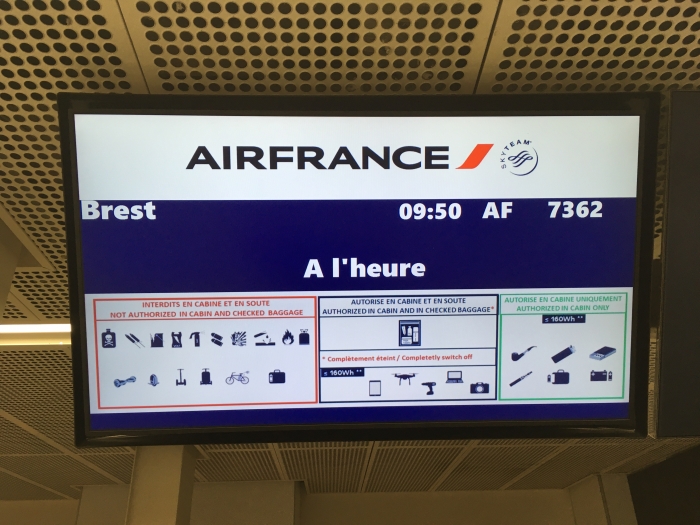 AIRFRANCE
SKYTEAM
Brest 09:50 AF 7362
A l'heure
INTERDITS EN CABINE ET EN SOUTE
NOT AUTHORIZED IN CABIN AND CHECKED BAGGAGE
AUTORISE EN CABINE ET EN SOUTE
AUTHORIZED IN CABIN AND IN CHECKED BAGGAGE*
* Complètement éteint / Completetly switch off
≤ 160Wh **
AUTORISE EN CABINE UNIQUEMENT
AUTHORIZED IN CABIN ONLY
≤ 160Wh **